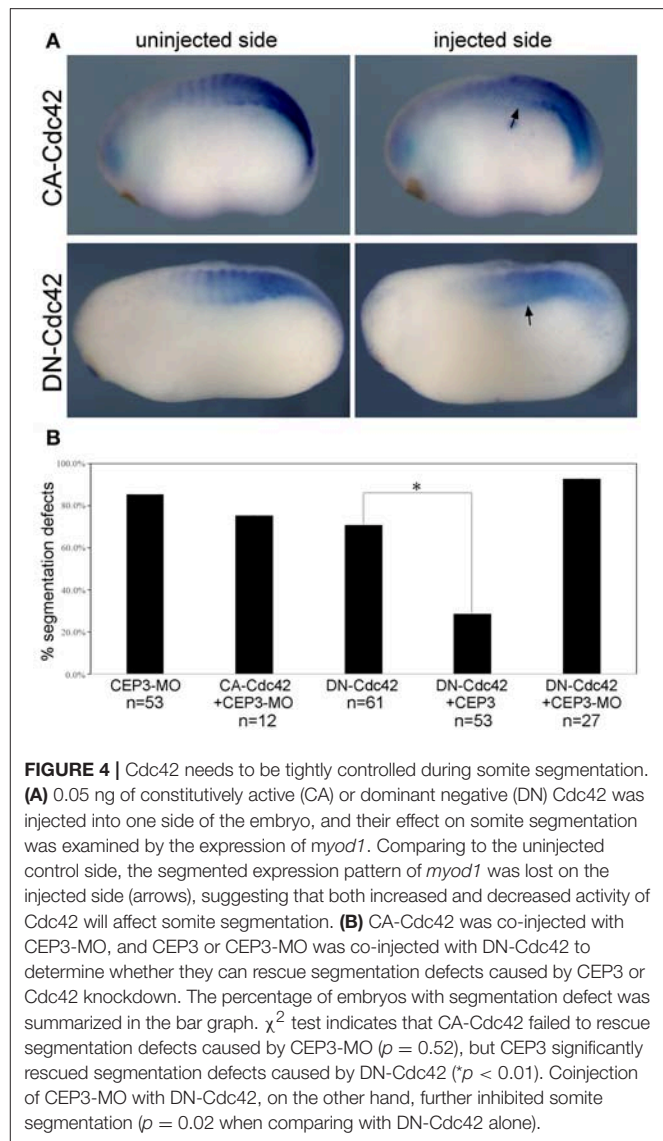 A
uninjected side
injected side
CA-Cdc42
DN-Cdc42
B
% segmentation defects
100.0%
80.0%
60.0%
40.0%
20.0%
0.0%
*
CEP3-MO
n=53
CA-Cdc42
+CEP3-MO
n=12
DN-Cdc42
n=61
DN-Cdc42
+CEP3
n=53
DN-Cdc42
+CEP3-MO
n=27
FIGURE 4 | Cdc42 needs to be tightly controlled during somite segmentation.
(A) 0.05 ng of constitutively active (CA) or dominant negative (DN) Cdc42 was
injected into one side of the embryo, and their effect on somite segmentation
was examined by the expression of myod1. Comparing to the uninjected
control side, the segmented expression pattern of myod1 was lost on the
injected side (arrows), suggesting that both increased and decreased activity of
Cdc42 will affect somite segmentation. (B) CA-Cdc42 was co-injected with
CEP3-MO, and CEP3 or CEP3-MO was co-injected with DN-Cdc42 to
determine whether they can rescue segmentation defects caused by CEP3 or
Cdc42 knockdown. The percentage of embryos with segmentation defect was
summarized in the bar graph. χ² test indicates that CA-Cdc42 failed to rescue
segmentation defects caused by CEP3-MO (p = 0.52), but CEP3 significantly
rescued segmentation defects caused by DN-Cdc42 (*p < 0.01). Coinjection
of CEP3-MO with DN-Cdc42, on the other hand, further inhibited somite
segmentation (p = 0.02 when comparing with DN-Cdc42 alone).